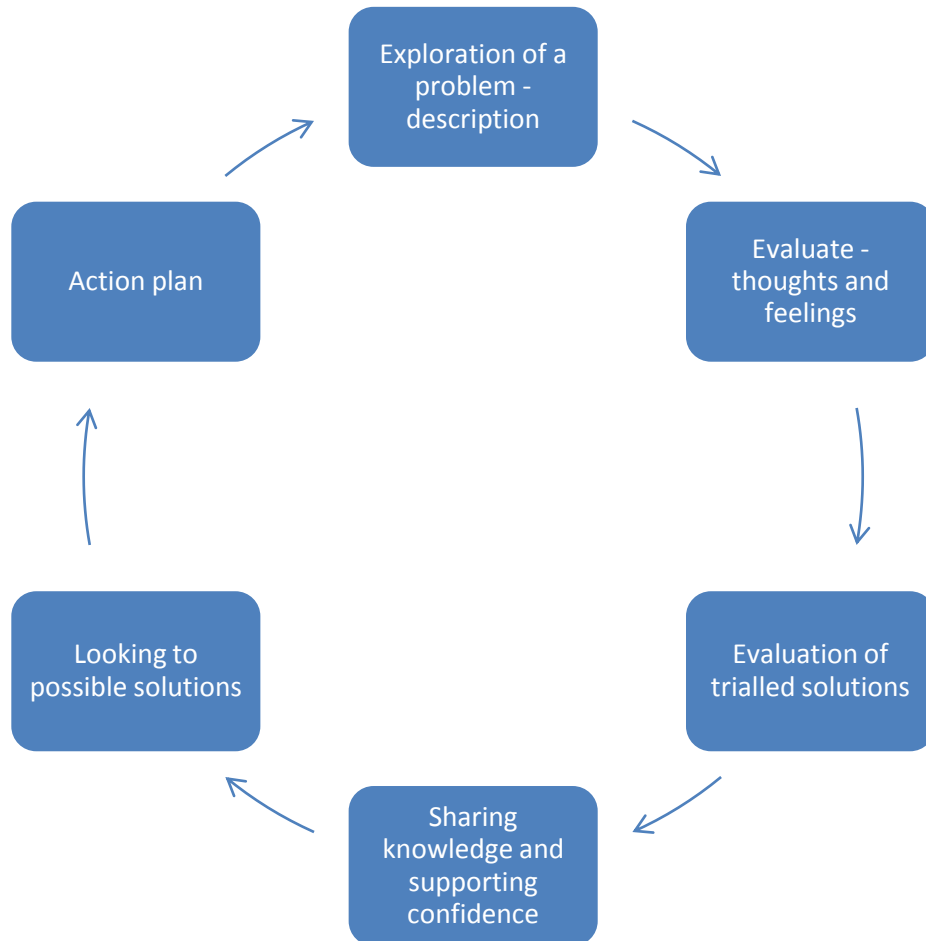 Exploration of a
problem -
description
Evaluate -
thoughts and
feelings
Evaluation of
trialled solutions
Sharing
knowledge and
supporting
confidence
Looking to
possible solutions
Action plan